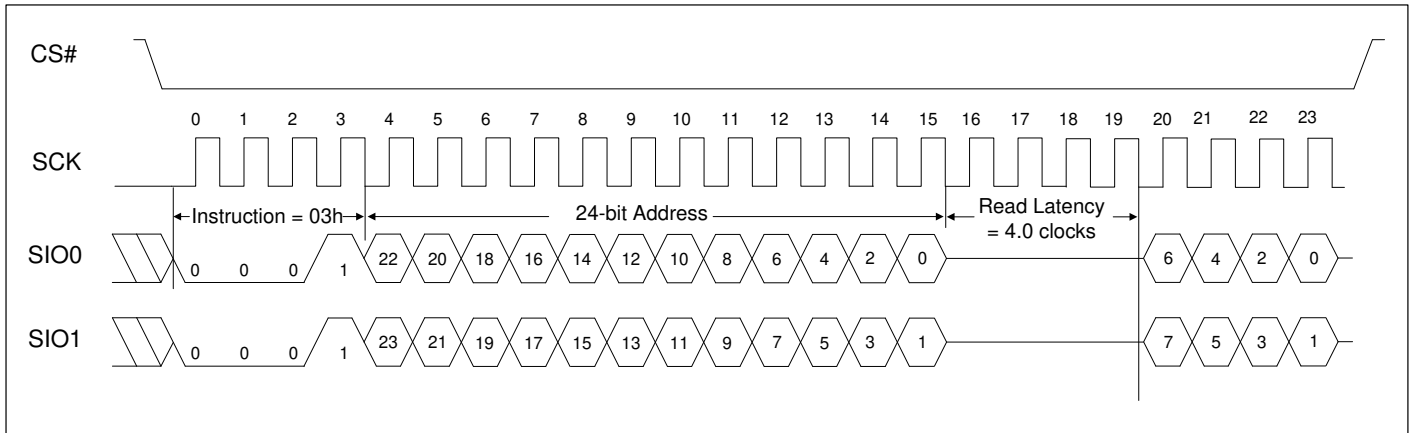 CS#
0 1 2 3 4 5 6 7 8 9 10 11 12 13 14 15 16 17 18 19 20 21 22 23
SCK
Instruction = 03h
24-bit Address
Read Latency
= 4.0 clocks
SIO0
0 0 0 1 22 20 18 16 14 12 10 8 6 4 2 0 6 4 2 0
SIO1
0 0 0 1 23 21 19 17 15 13 11 9 7 5 3 1 7 5 3 1